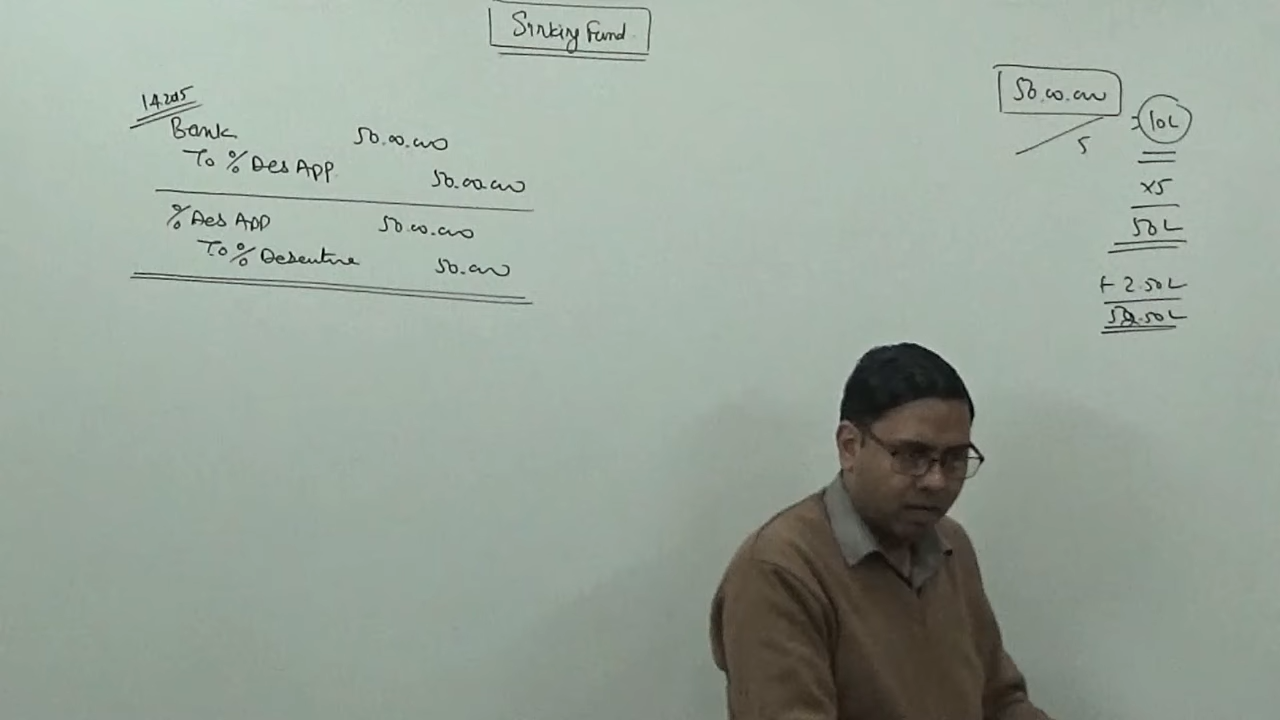 Sinking Fund
1.4.2015
Bank 50.00.000
To % Deb App. 50.00.000
% Deb App 50.00.000
To % Debenture 50.000
50.00.000
5
= 10L
x5
50L
+ 2.50L
52.50L